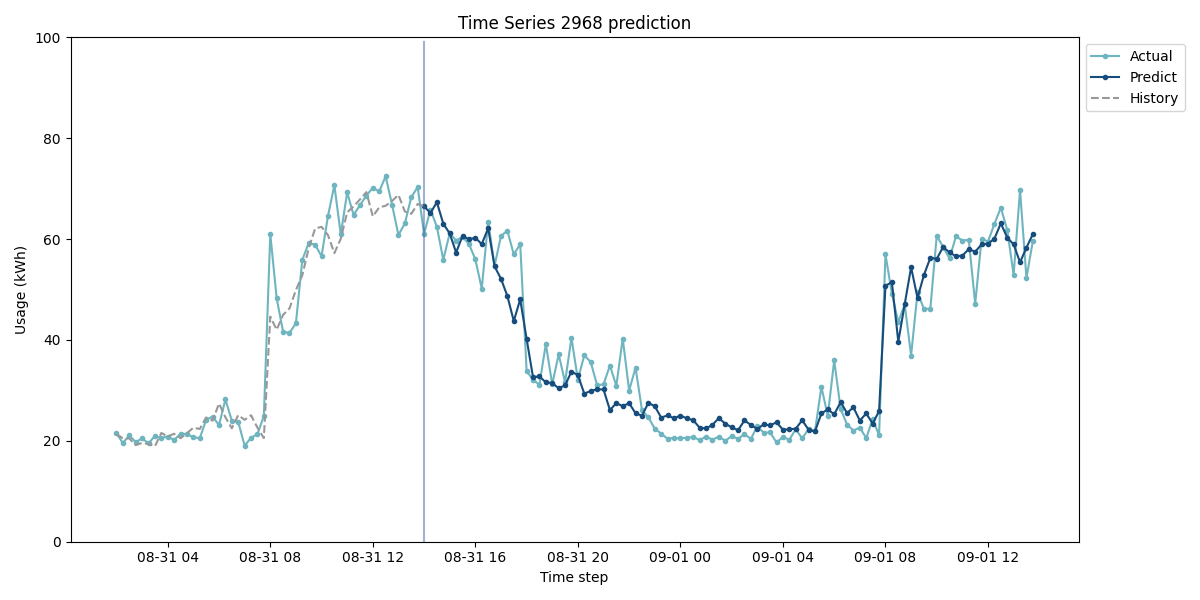 Time Series 2968 prediction
100
80
60
40
20
0
Usage (kWh)
08-31 04
08-31 08
08-31 12
08-31 16
08-31 20
09-01 00
09-01 04
09-01 08
09-01 12
Time step
Actual
Predict
History